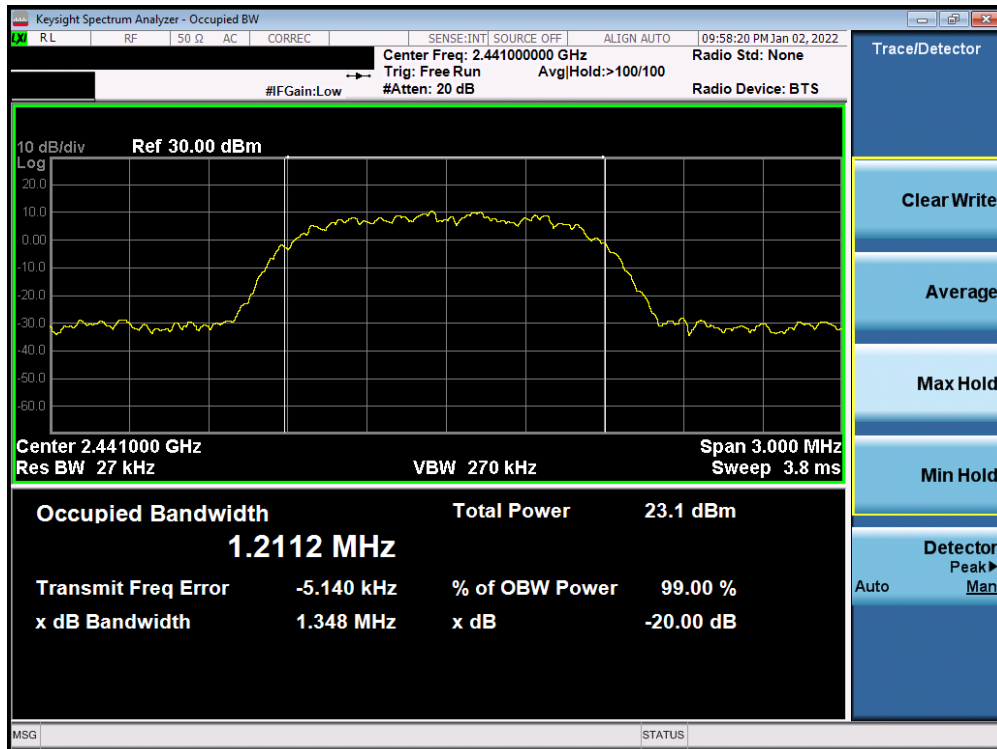 Keysight Spectrum Analyzer - Occupied BW
LXI RL RF 50 Ω AC CORREC SENSE:INT SOURCE OFF ALIGN AUTO 09:58:20 PM Jan 02, 2022
Center Freq: 2.441000000 GHz Radio Std: None
Trig: Free Run Avg|Hold:>100/100
#IFGain:Low #Atten: 20 dB Radio Device: BTS
10 dB/div Ref 30.00 dBm
Log
20.0
10.0
0.00
-10.0
-20.0
-30.0
-40.0
-50.0
-60.0
Center 2.441000 GHz Span 3.000 MHz
Res BW 27 kHz VBW 270 kHz Sweep 3.8 ms
Occupied Bandwidth Total Power 23.1 dBm
1.2112 MHz
Transmit Freq Error -5.140 kHz % of OBW Power 99.00 %
x dB Bandwidth 1.348 MHz x dB -20.00 dB
MSG STATUS
Trace/Detector
Clear Write
Average
Max Hold
Min Hold
Detector
Peak▶
Auto Man